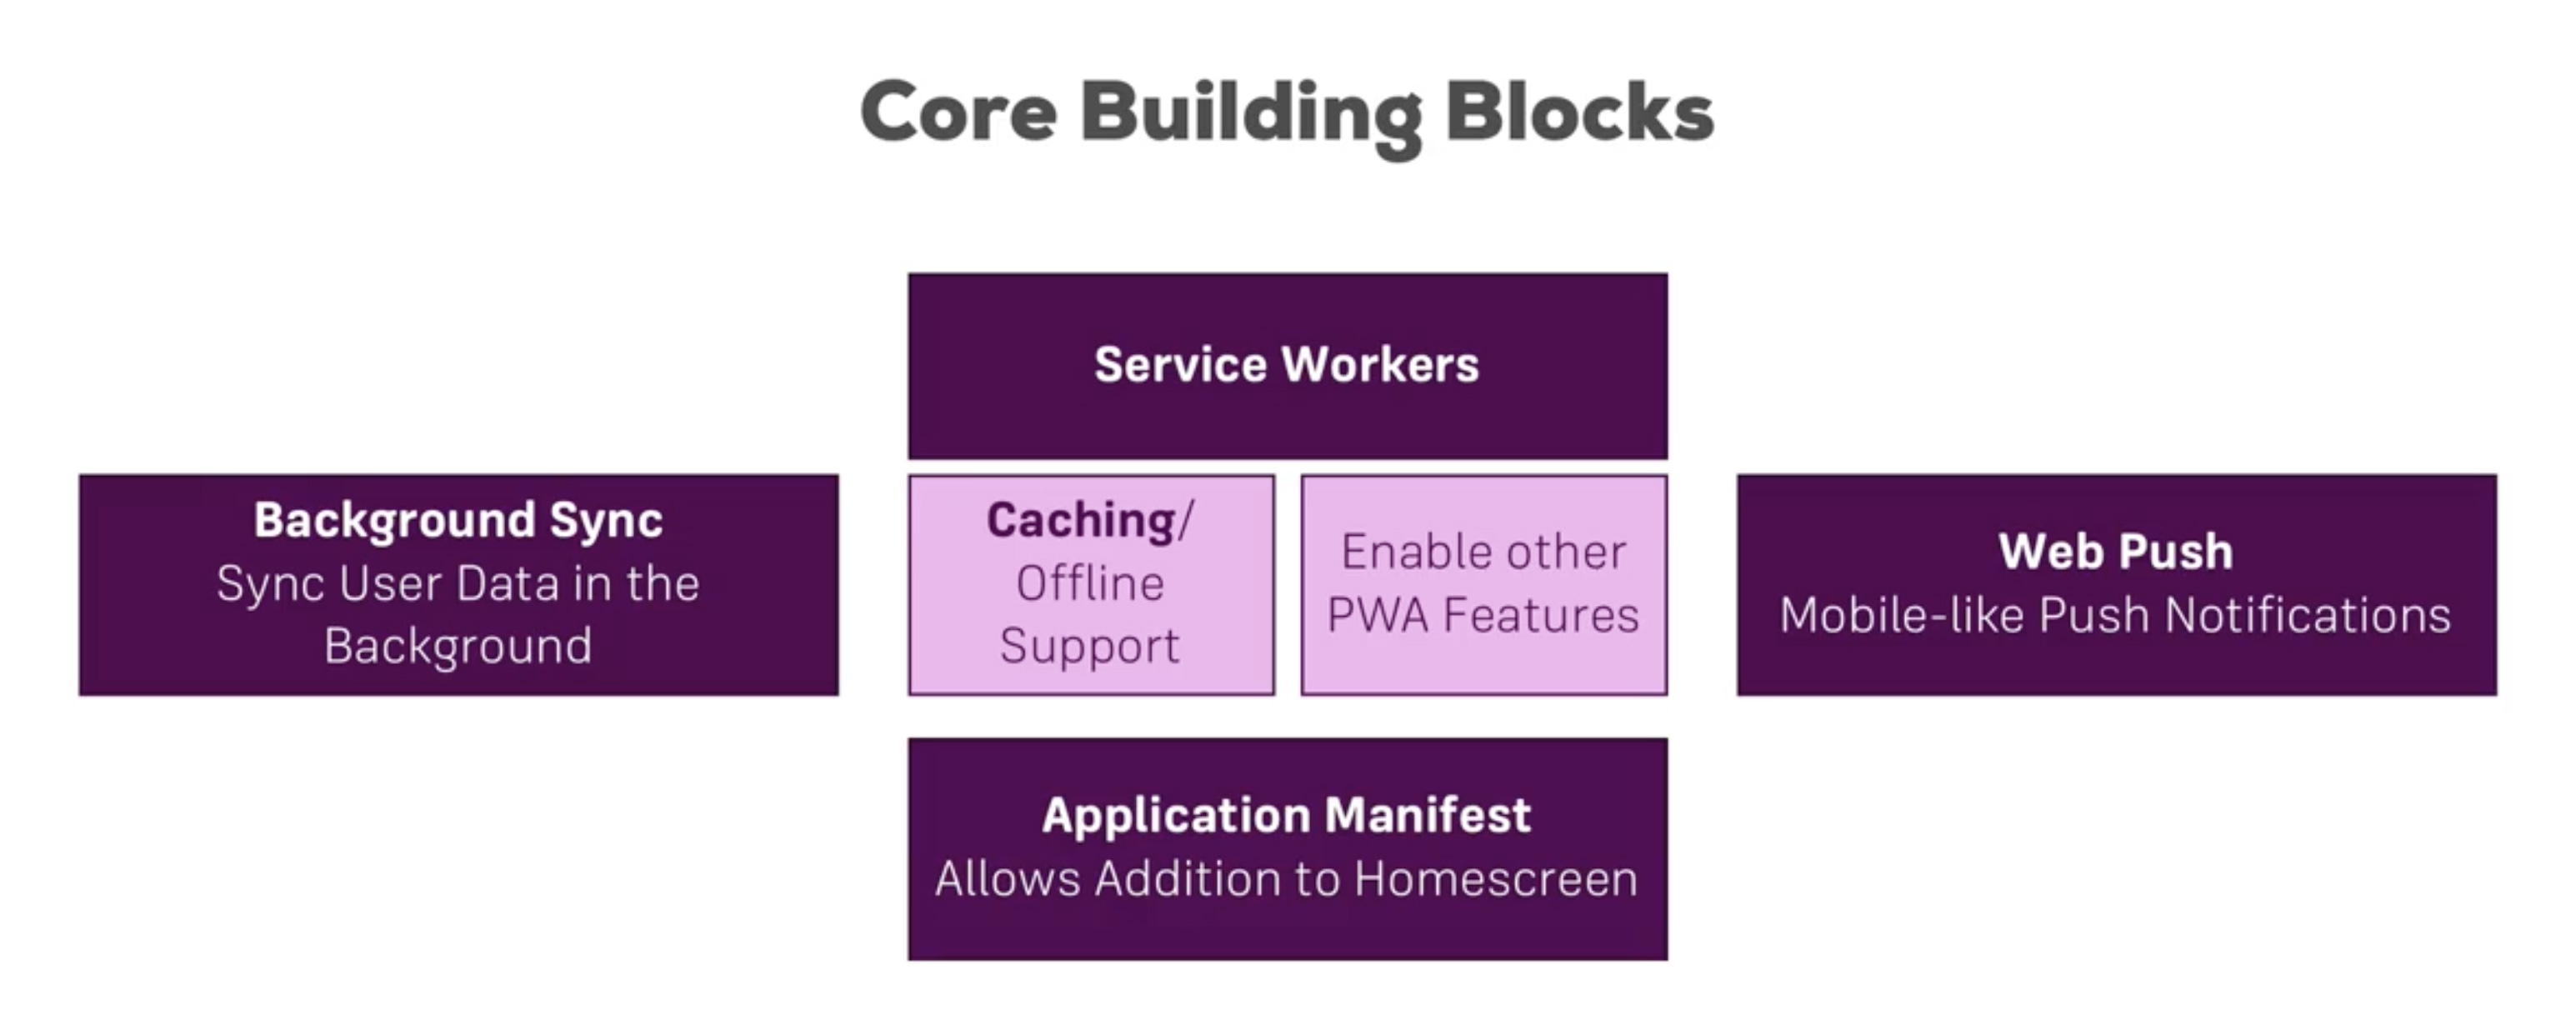 Core Building Blocks
Service Workers
Background Sync
Sync User Data in the
Background
Caching/
Offline
Support
Enable other
PWA Features
Web Push
Mobile-like Push Notifications
Application Manifest
Allows Addition to Homescreen